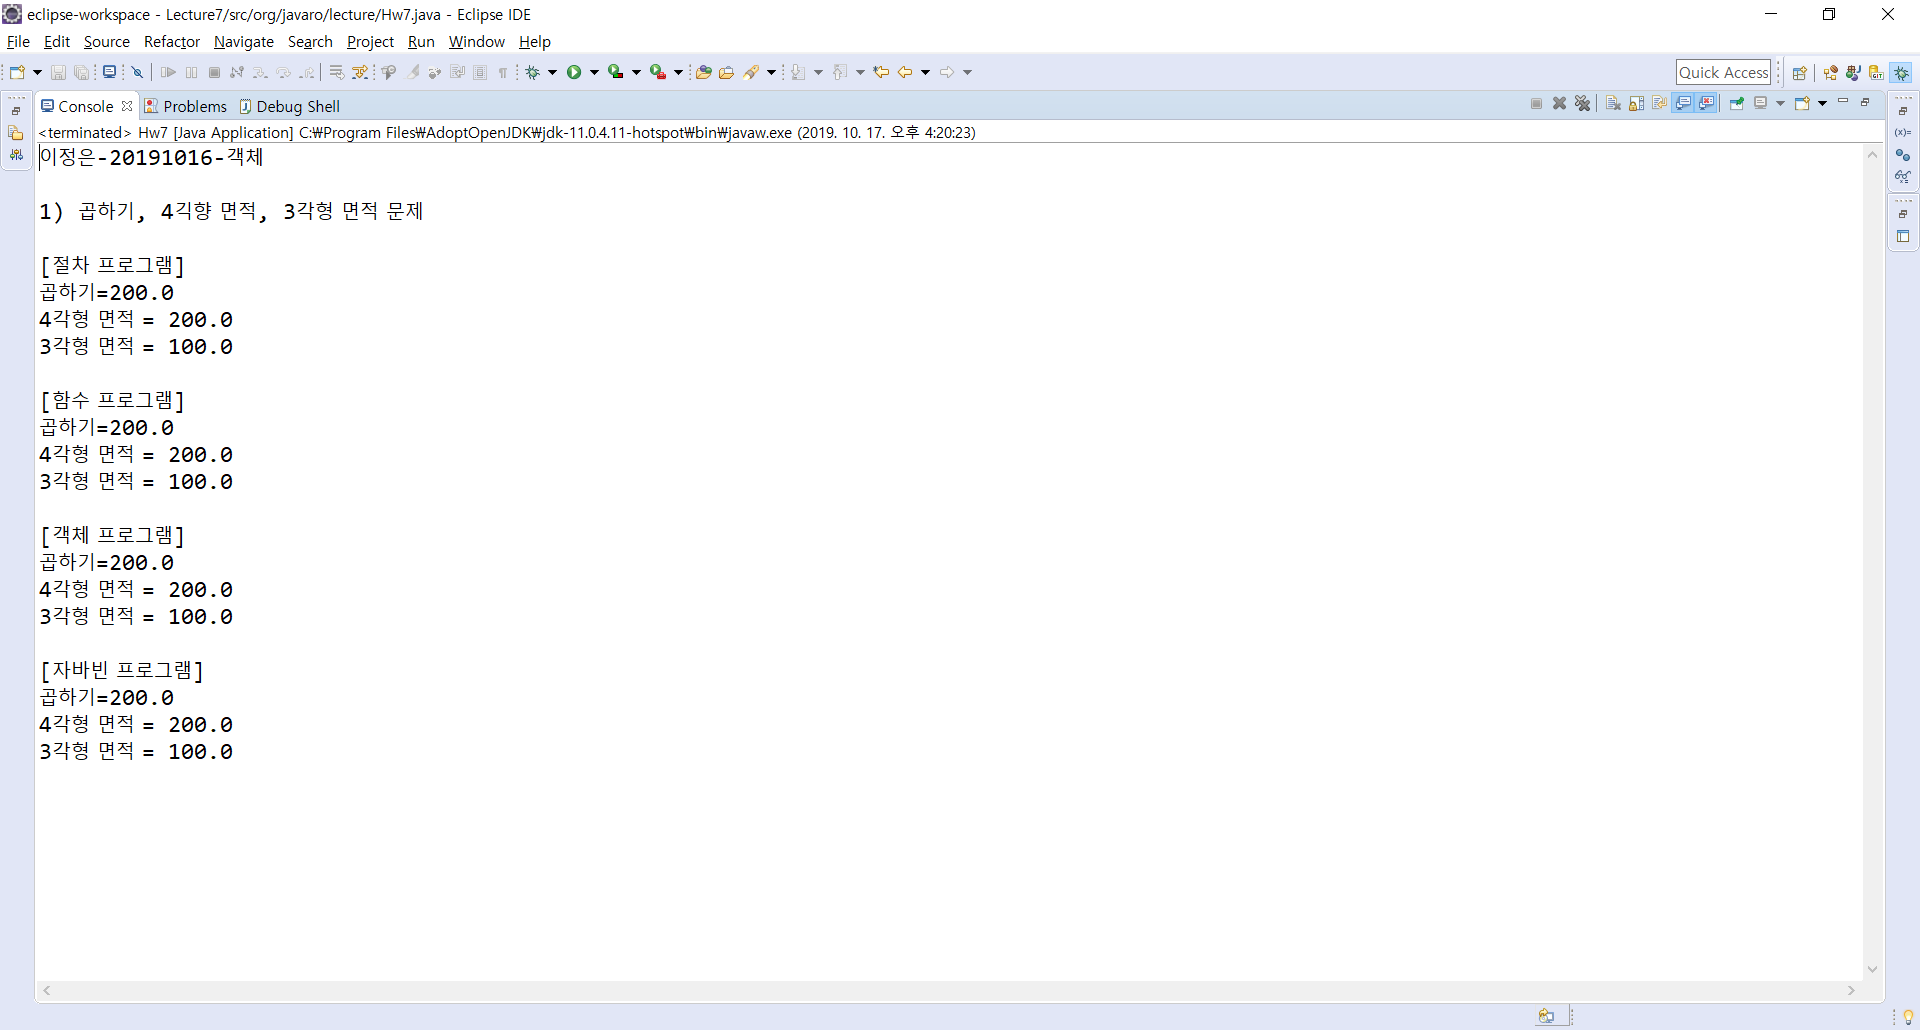 eclipse-workspace - Lecture7/src/org/javaro/lecture/Hw7.java - Eclipse IDE
File Edit Source Refactor Navigate Search Project Run Window Help
Quick Access
Console Problems Debug Shell
<terminated> Hw7 [Java Application] C:₩Program Files₩AdoptOpenJDK₩jdk-11.0.4.11-hotspot₩bin₩javaw.exe (2019. 10. 17. 오후 4:20:23)
이정은-20191016-객체
1) 곱하기, 4긱향 면적, 3각형 면적 문제
[절차 프로그램]
곱하기=200.0
4각형 면적 = 200.0
3각형 면적 = 100.0
[함수 프로그램]
곱하기=200.0
4각형 면적 = 200.0
3각형 면적 = 100.0
[객체 프로그램]
곱하기=200.0
4각형 면적 = 200.0
3각형 면적 = 100.0
[자바빈 프로그램]
곱하기=200.0
4각형 면적 = 200.0
3각형 면적 = 100.0